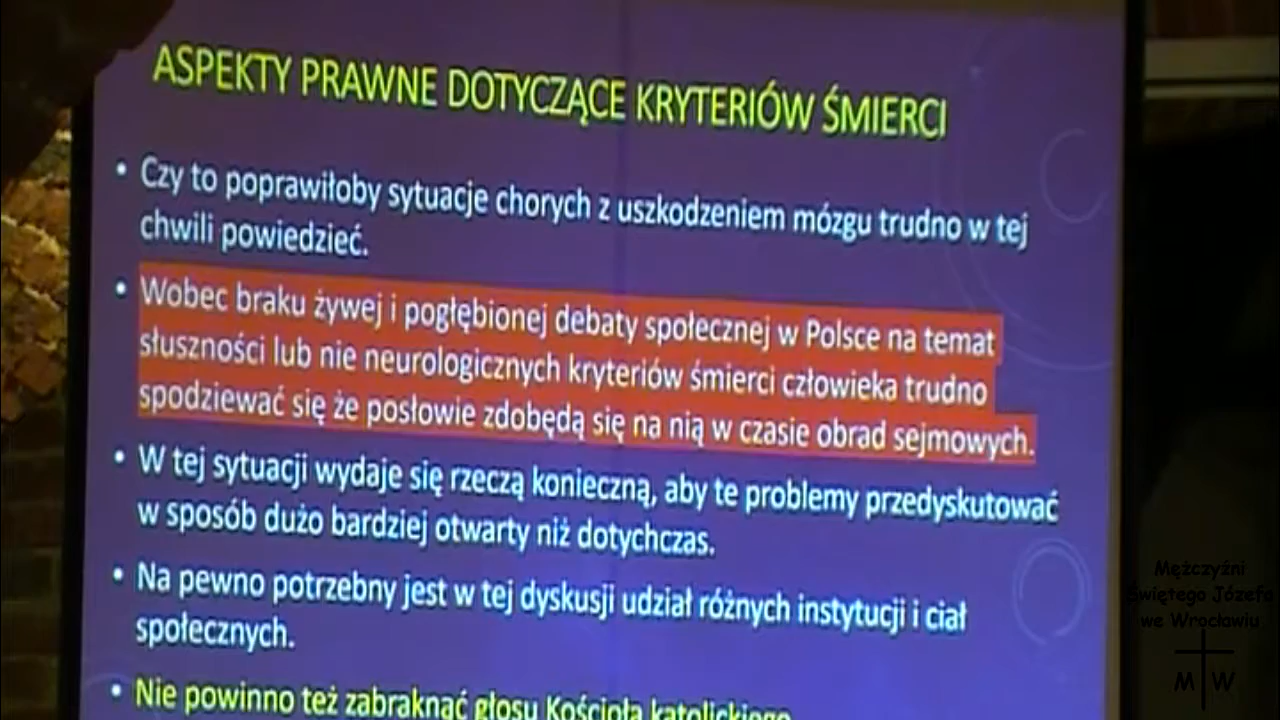 ASPEKTY PRAWNE DOTYCZĄCE KRYTERIÓW ŚMIERCI
• Czy to poprawiłoby sytuacje chorych z uszkodzeniem mózgu trudno w tej
chwili powiedzieć.
• Wobec braku żywej i pogłębionej debaty społecznej w Polsce na temat
słuszności lub nie neurologicznych kryteriów śmierci człowieka trudno
spodziewać się że posłowie zdobędą się na nią w czasie obrad sejmowych.
• W tej sytuacji wydaje się rzeczą konieczną, aby te problemy przedyskutować
w sposób dużo bardziej otwarty niż dotychczas.
• Na pewno potrzebny jest w tej dyskusji udział różnych instytucji i ciał
społecznych.
• Nie powinno też zabraknąć głosu Kościoła katolickiego
Mężczyźni
Świętego Józefa
we Wrocławiu
M W